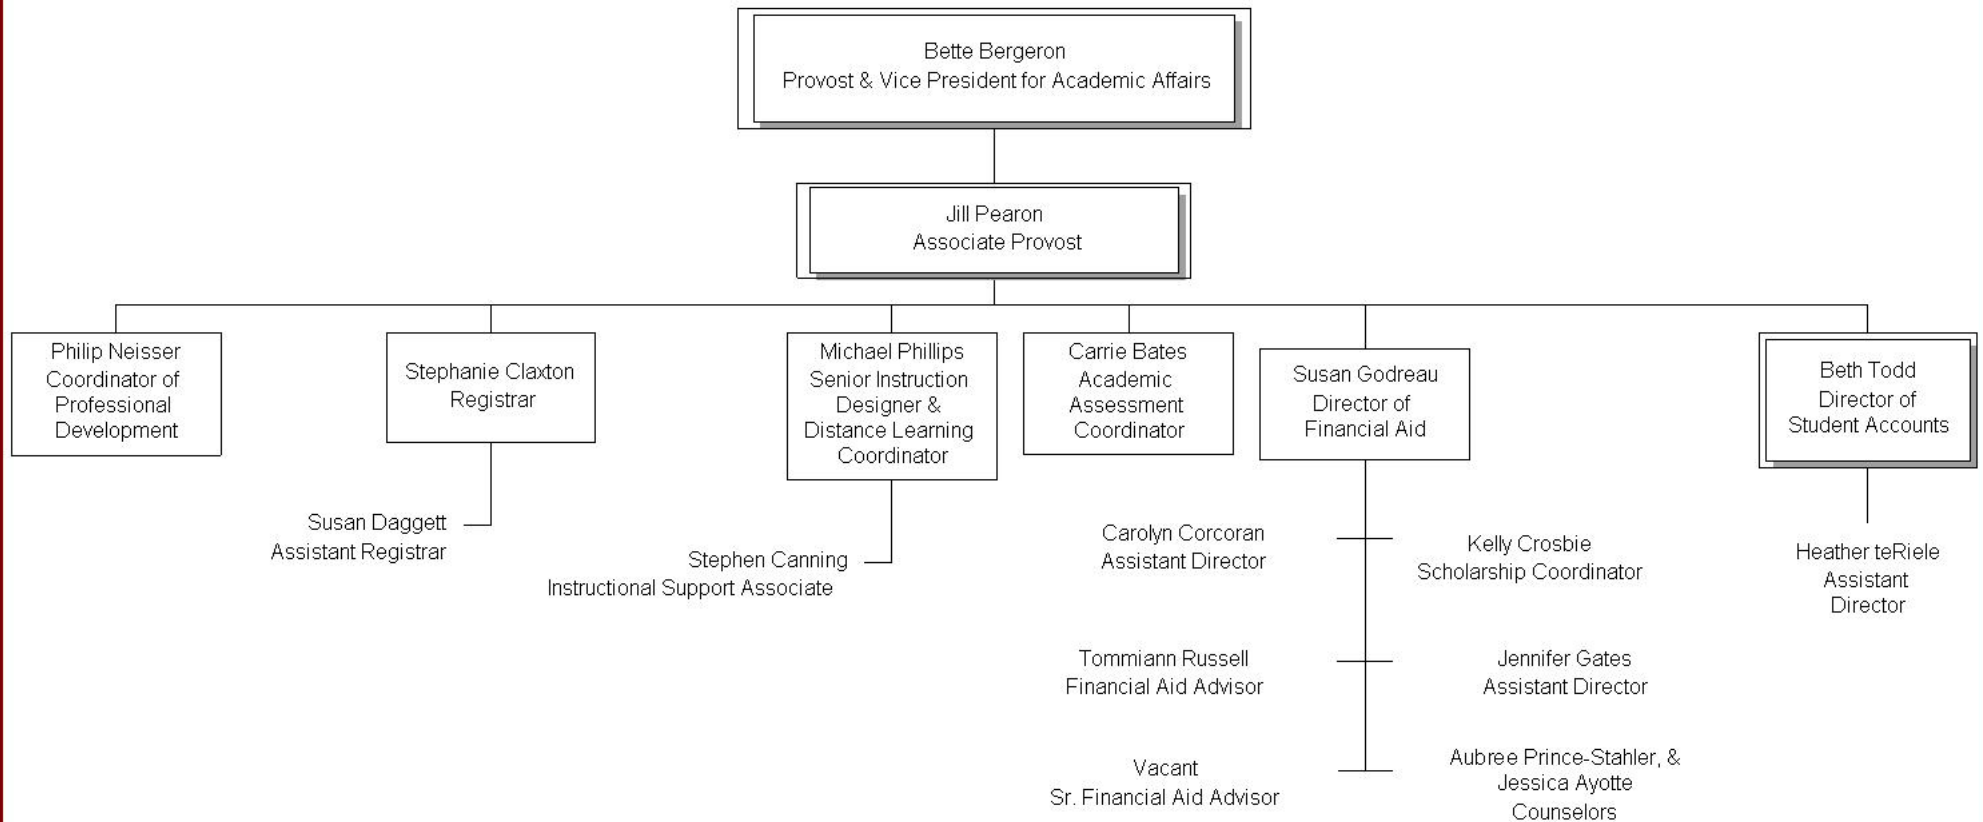 Bette Bergeron
Provost & Vice President for Academic Affairs
Jill Pearon
Associate Provost
Philip Neisser
Coordinator of
Professional
Development
Stephanie Claxton
Registrar
Michael Phillips
Senior Instruction
Designer &
Distance Learning
Coordinator
Carrie Bates
Academic
Assessment
Coordinator
Susan Godreau
Director of
Financial Aid
Beth Todd
Director of
Student Accounts
Susan Daggett
Assistant Registrar
Stephen Canning
Instructional Support Associate
Carolyn Corcoran
Assistant Director
Kelly Crosbie
Scholarship Coordinator
Heather teRiele
Assistant
Director
Tommiann Russell
Financial Aid Advisor
Jennifer Gates
Assistant Director
Vacant
Sr. Financial Aid Advisor
Aubree Prince-Stahler, &
Jessica Ayotte
Counselors